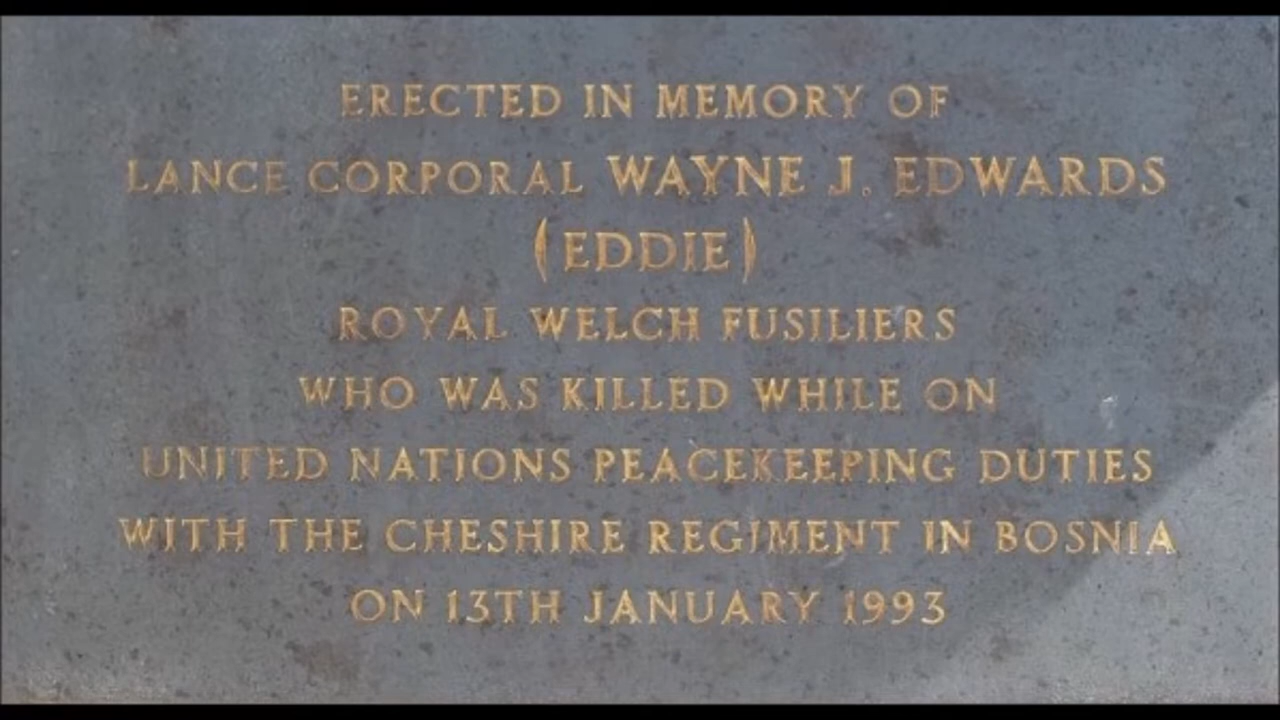 ERECTED IN MEMORY OF
LANCE CORPORAL WAYNE J. EDWARDS
(EDDIE)
ROYAL WELCH FUSILIERS
WHO WAS KILLED WHILE ON
UNITED NATIONS PEACEKEEPING DUTIES
WITH THE CHESHIRE REGIMENT IN BOSNIA
ON 13TH JANUARY 1993